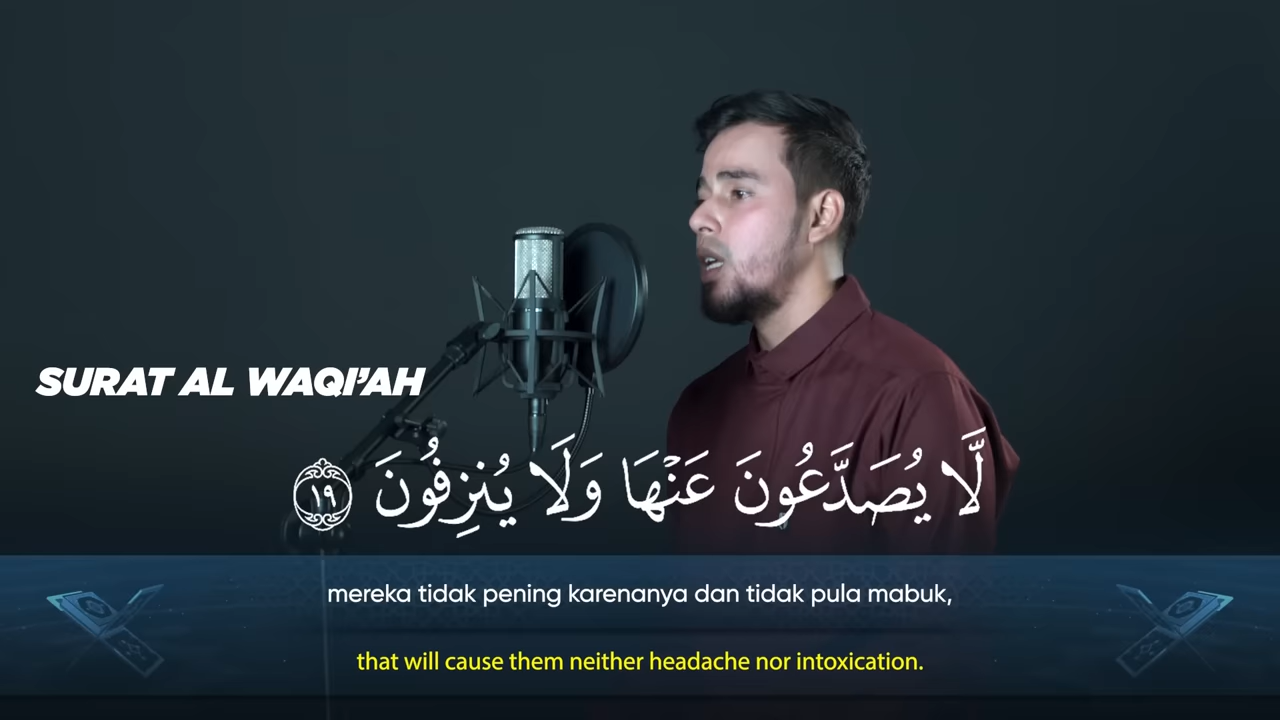 SURAT AL WAQI'AH
لَّا يُصَدَّعُونَ عَنْهَا وَلَا يُنزِفُونَ ١٩
mereka tidak pening karenanya dan tidak pula mabuk,
that will cause them neither headache nor intoxication.